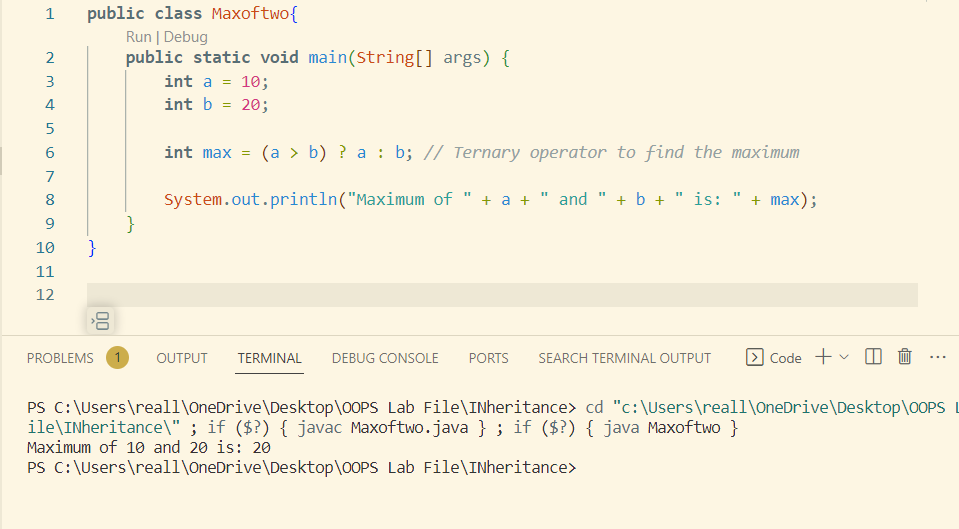 1 public class Maxoftwo{
Run | Debug
2 public static void main(String[] args) {
3 int a = 10;
4 int b = 20;
5
6 int max = (a > b) ? a : b; // Ternary operator to find the maximum
7
8 System.out.println("Maximum of " + a + " and " + b + " is: " + max);
9 }
10 }
11
12
PROBLEMS 1 OUTPUT TERMINAL DEBUG CONSOLE PORTS SEARCH TERMINAL OUTPUT Code
PS C:\Users\reall\OneDrive\Desktop\OOPS Lab File\INheritance> cd "c:\Users\reall\OneDrive\Desktop\OOPS L
ile\INheritance\" ; if ($?) { javac Maxoftwo.java } ; if ($?) { java Maxoftwo }
Maximum of 10 and 20 is: 20
PS C:\Users\reall\OneDrive\Desktop\OOPS Lab File\INheritance>